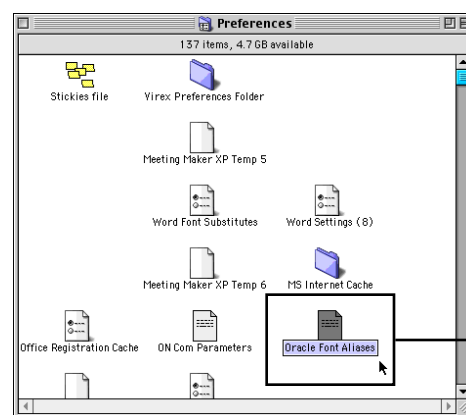 Preferences
137 items, 4.7 GB available
Stickies file
Virex Preferences Folder
Meeting Maker XP Temp 5
Word Font Substitutes
Word Settings (8)
Meeting Maker XP Temp 6
MS Internet Cache
Office Registration Cache
ON Com Parameters
Oracle Font Aliases